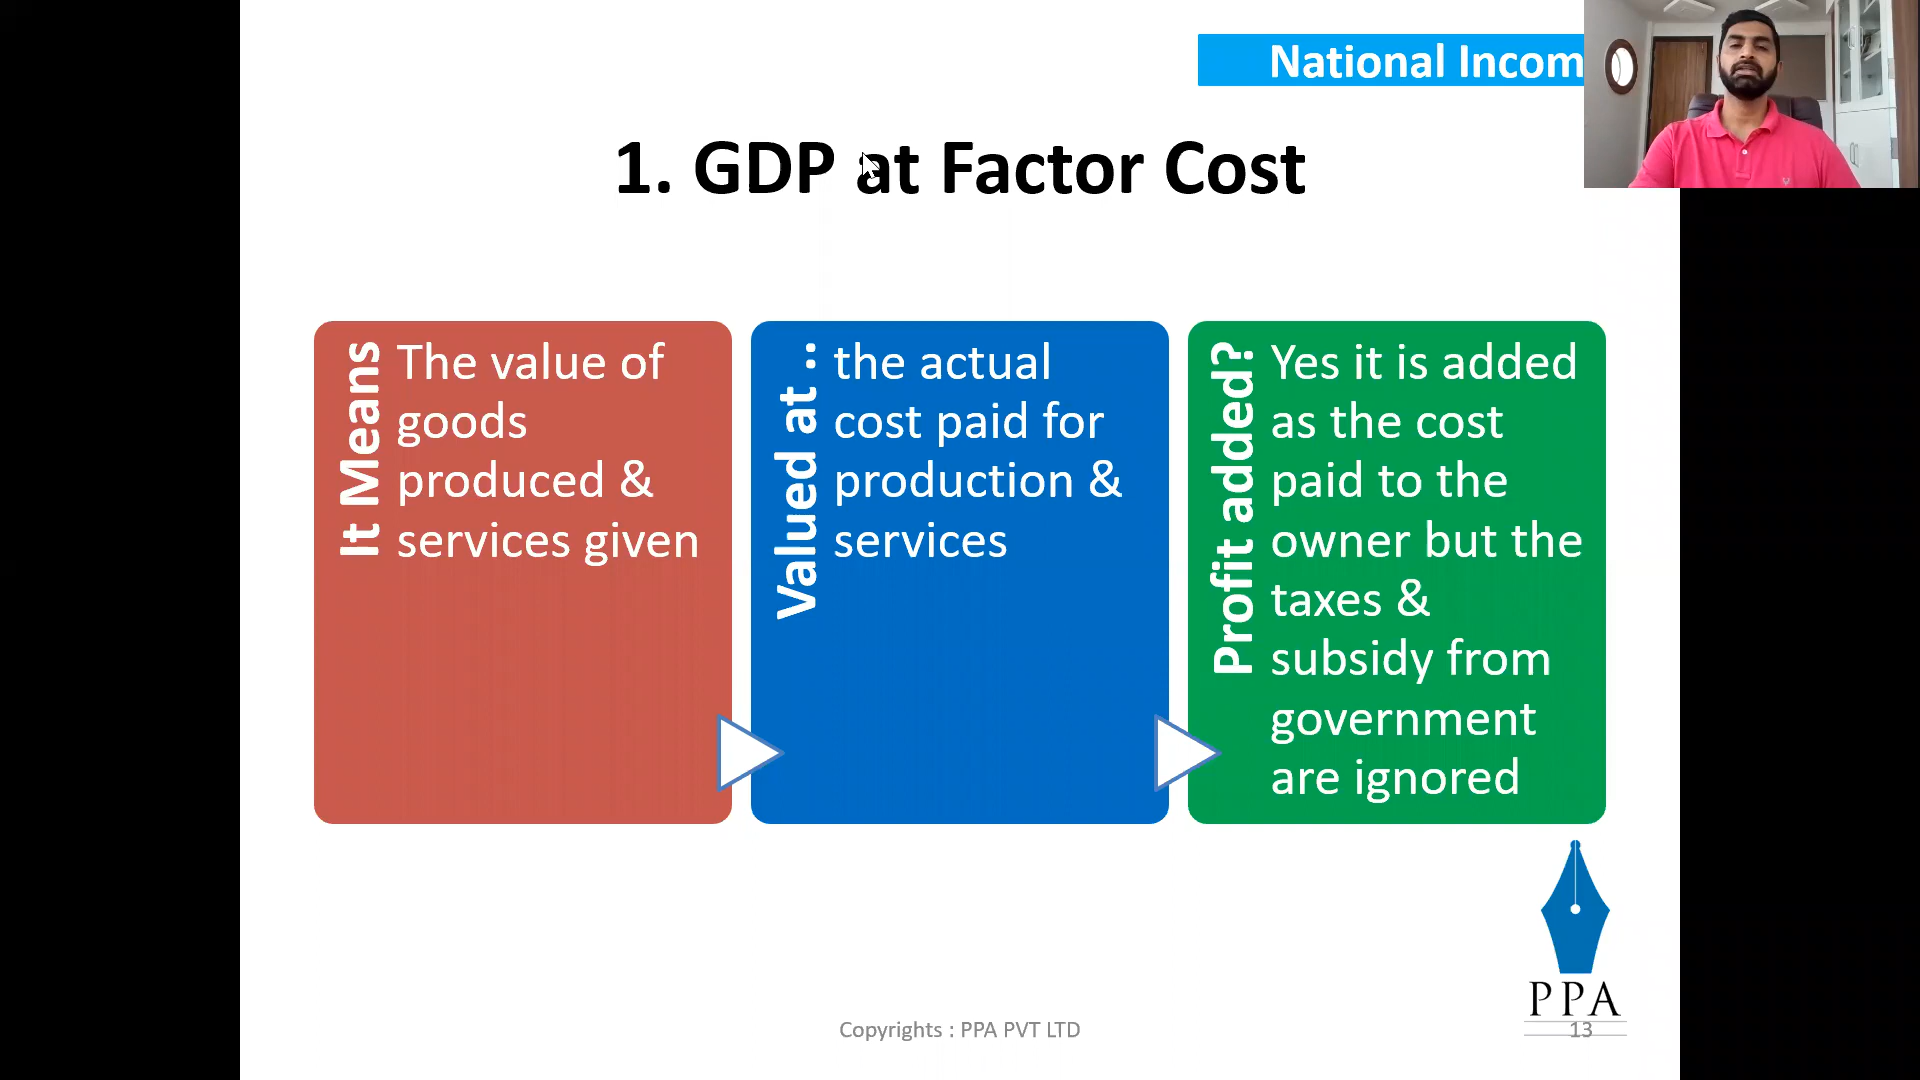 National Incom
1. GDP at Factor Cost
It Means
The value of
goods
produced &
services given
Valued at ..
the actual
cost paid for
production &
services
Profit added?
Yes it is added
as the cost
paid to the
owner but the
taxes &
subsidy from
government
are ignored
PPA
Copyrights : PPA PVT LTD
13